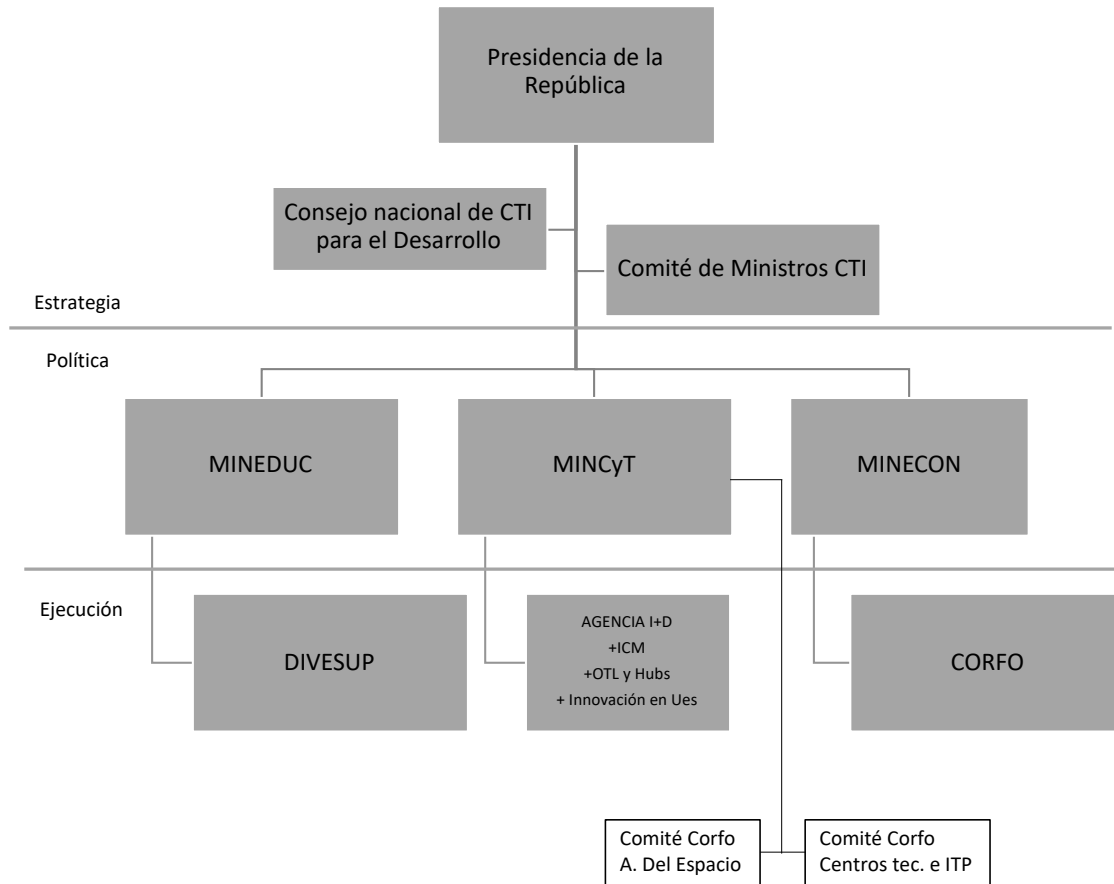 Presidencia de la
República
Consejo nacional de CTI
para el Desarrollo
Comité de Ministros CTI
Estrategia
Política
MINEDUC
MINCyT
MINECON
Ejecución
DIVESUP
AGENCIA I+D
+ICM
+OTL y Hubs
+ Innovación en Ues
CORFO
Comité Corfo
A. Del Espacio
Comité Corfo
Centros tec. e ITP